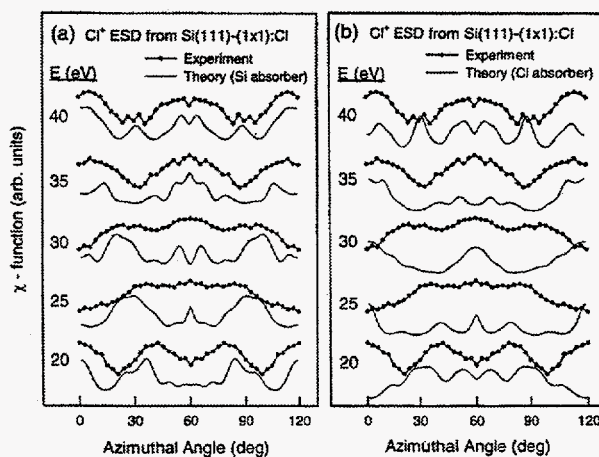 (a) Cl⁺ ESD from Si(111)-(1x1):Cl
Experiment
Theory (Si absorber)
E (eV)
40
35
30
25
20
0 30 60 90 120
Azimuthal Angle (deg)
χ - function (arb. units)
(b) Cl⁺ ESD from Si(111)-(1x1):Cl
Experiment
Theory (Cl absorber)
E (eV)
40
35
30
25
20
0 30 60 90 120
Azimuthal Angle (deg)